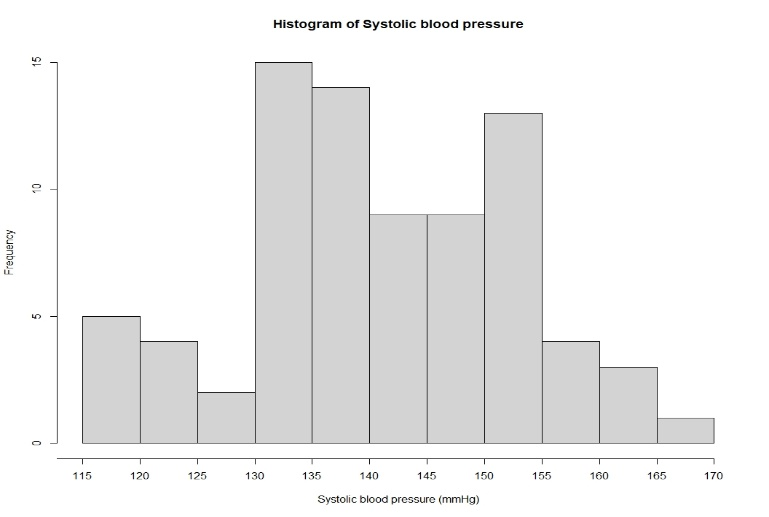 Histogram of Systolic blood pressure
15
10
5
0
Frequency
115 120 125 130 135 140 145 150 155 160 165 170
Systolic blood pressure (mmHg)